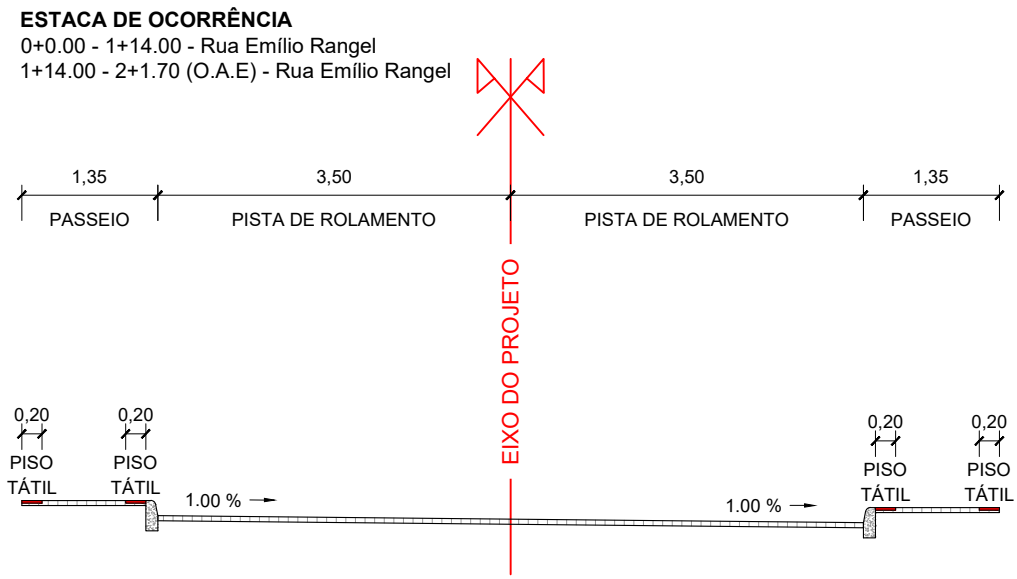 ESTACA DE OCORRÊNCIA
0+0.00 - 1+14.00 - Rua Emílio Rangel
1+14.00 - 2+1.70 (O.A.E) - Rua Emílio Rangel
1,35 3,50 3,50 1,35
PASSEIO PISTA DE ROLAMENTO PISTA DE ROLAMENTO PASSEIO
EIXO DO PROJETO
0,20 0,20 0,20 0,20
PISO PISO PISO PISO
TÁTIL TÁTIL TÁTIL TÁTIL
1.00 % 1.00 %